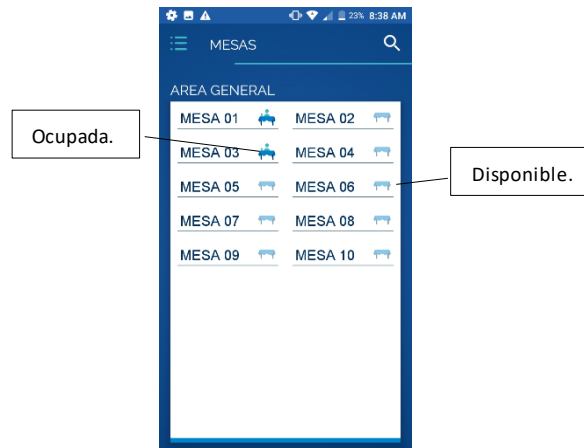 23% 8:38 AM
MESAS
AREA GENERAL
MESA 01 MESA 02
Ocupada.
MESA 03 MESA 04
Disponible.
MESA 05 MESA 06
MESA 07 MESA 08
MESA 09 MESA 10